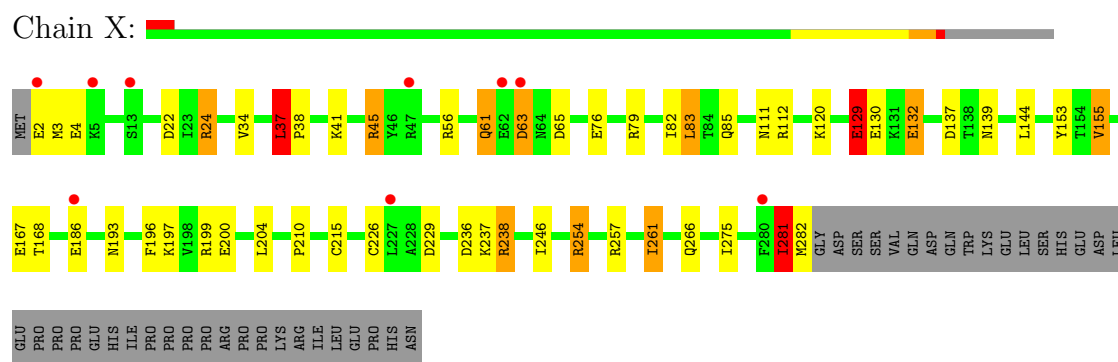 Chain X:
MET E2 M3 E4 K5 S13 D22 I23 R24 V34 L37 P38 K41 R45 Y46 R47 R56 Q61 E62 D63 N64 D65 E76 R79 I82 L83 T84 Q85 N111 R112 K120 E129 E130 K131 E132 D137 T138 N139 L144 Y153 T154 V155
E167 T168 E186 N193 F196 K197 V198 R199 E200 L204 P210 C215 C226 L227 A228 D229 D236 K237 R238 I246 R254 R257 I261 Q266 I275 F280 I281 M282 GLY ASP SER SER VAL GLN ASP GLN TRP LYS GLU LEU SER HIS GLU ASP LEU
GLU PRO PRO PRO GLU HIS ILE PRO PRO PRO PRO ARG PRO PRO LYS ARG ILE LEU GLU PRO HIS ASN